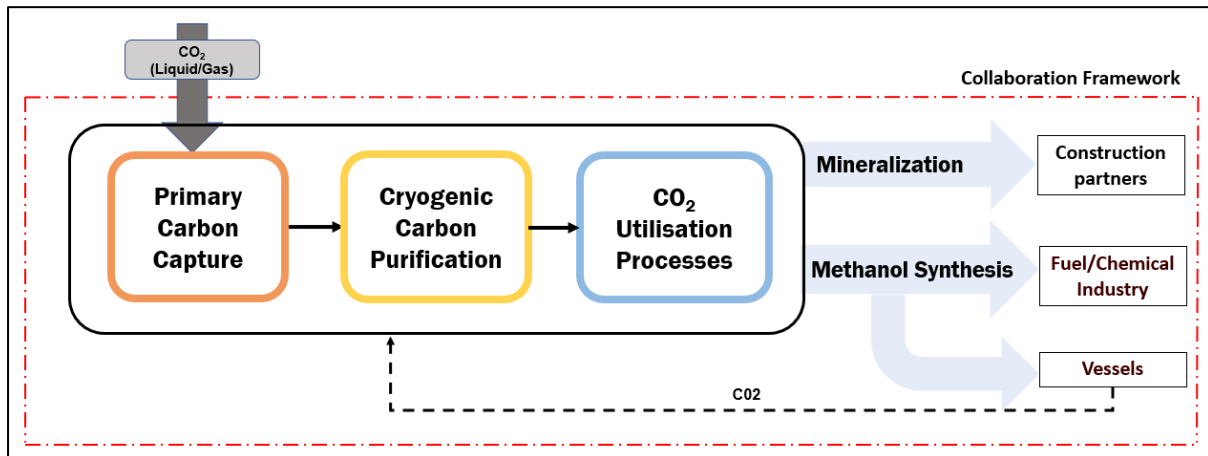 CO₂
(Liquid/Gas)
Collaboration Framework
Primary
Carbon
Capture
Cryogenic
Carbon
Purification
CO₂
Utilisation
Processes
Mineralization
Construction
partners
Methanol Synthesis
Fuel/Chemical
Industry
Vessels
C02